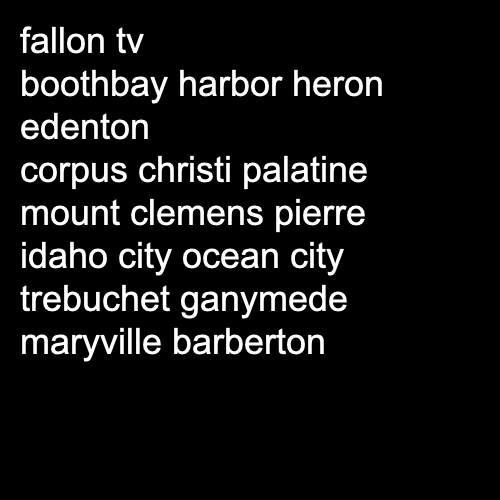 fallon tv
boothbay harbor heron
edenton
corpus christi palatine
mount clemens pierre
idaho city ocean city
trebuchet ganymede
maryville barberton